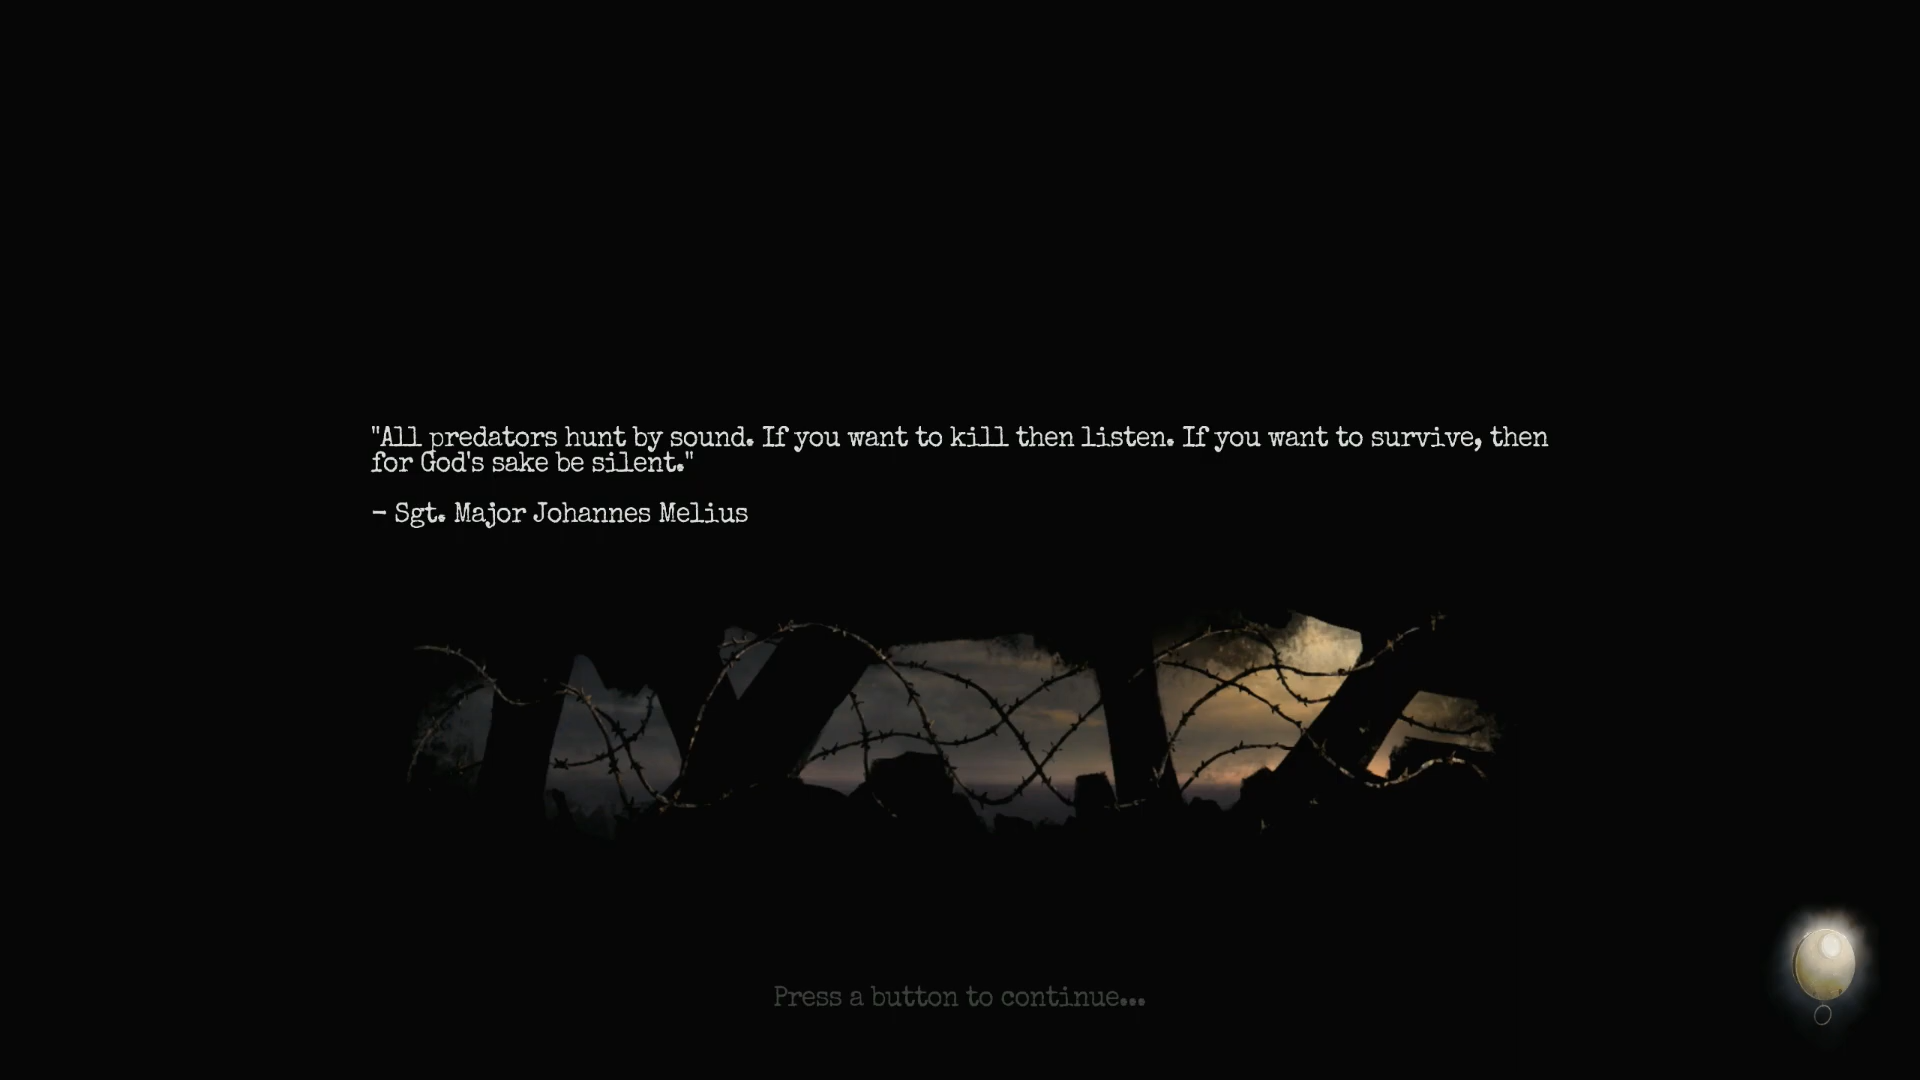 "All predators hunt by sound. If you want to kill then listen. If you want to survive, then
for God's sake be silent."
- Sgt. Major Johannes Melius
Press a button to continue...